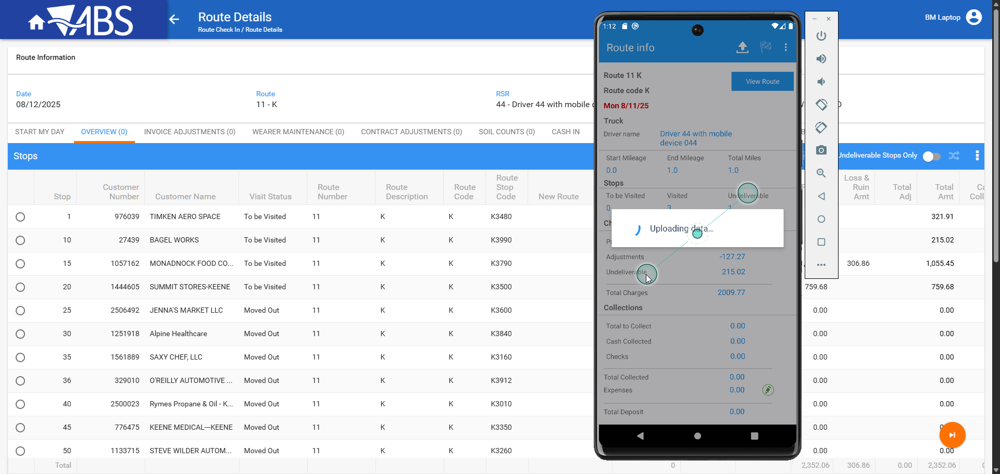 ABS
Route Details
Route Check In / Route Details
BM Laptop
Route Information
Date
08/12/2025
Route
11 - K
RSR
44 - Driver 44 with mobile
START MY DAY
OVERVIEW (0)
INVOICE ADJUSTMENTS (0)
WEARER MAINTENANCE (0)
CONTRACT ADJUSTMENTS (0)
SOIL COUNTS (0)
CASH IN
Stops
Undeliverable Stops Only
Stop
Customer Number
Customer Name
Visit Status
Route Number
Route Description
Route Code
Route Stop Code
New Route
Loss & Ruin Amt
Total Adj
Total Amt
1 976039 TIMKEN AERO SPACE To be Visited 11 K K K3480 321.91
10 27439 BAGEL WORKS To be Visited 11 K K K3990 215.02
15 1057162 MONADNOCK FOOD CO... To be Visited 11 K K K3790 306.86 1,055.45
20 1444605 SUMMIT STORES-KEENE To be Visited 11 K K K3500 759.68 759.68
25 2506492 JENNA'S MARKET LLC Moved Out 11 K K K3600 0.00 0.00
30 1251918 Alpine Healthcare Moved Out 11 K K K3840 0.00 0.00
35 1561889 SAXY CHEF, LLC Moved Out 11 K K K3160 0.00 0.00
36 329010 O'REILLY AUTOMOTIVE ... Moved Out 11 K K K3912 0.00 0.00
40 2500023 Rymes Propane & Oil - K... Moved Out 11 K K K3010 0.00 0.00
45 776475 KEENE MEDICAL---KEENE Moved Out 11 K K K3350 0.00
50 1133715 STEVE WILDER AUTOM... Moved Out 11 K K K3260 0.00 0.00
Total 0 2,352.06 306.86 0.00 2,352.06
1:12
Route info
Route 11 K
View Route
Route code K
Mon 8/11/25
Truck
Driver name
Driver 44 with mobile
device 044
Start Mileage End Mileage Total Miles
0.0 1.0 1.0
Stops
To be Visited Visited Undeliverable
0 3 1
Uploading data...
Adjustments -127.27
Undeliverable 215.02
Total Charges 2009.77
Collections
Total to Collect 0.00
Cash Collected 0.00
Checks 0.00
Total Collected 0.00
Expenses 0.00
Total Deposit 0.00